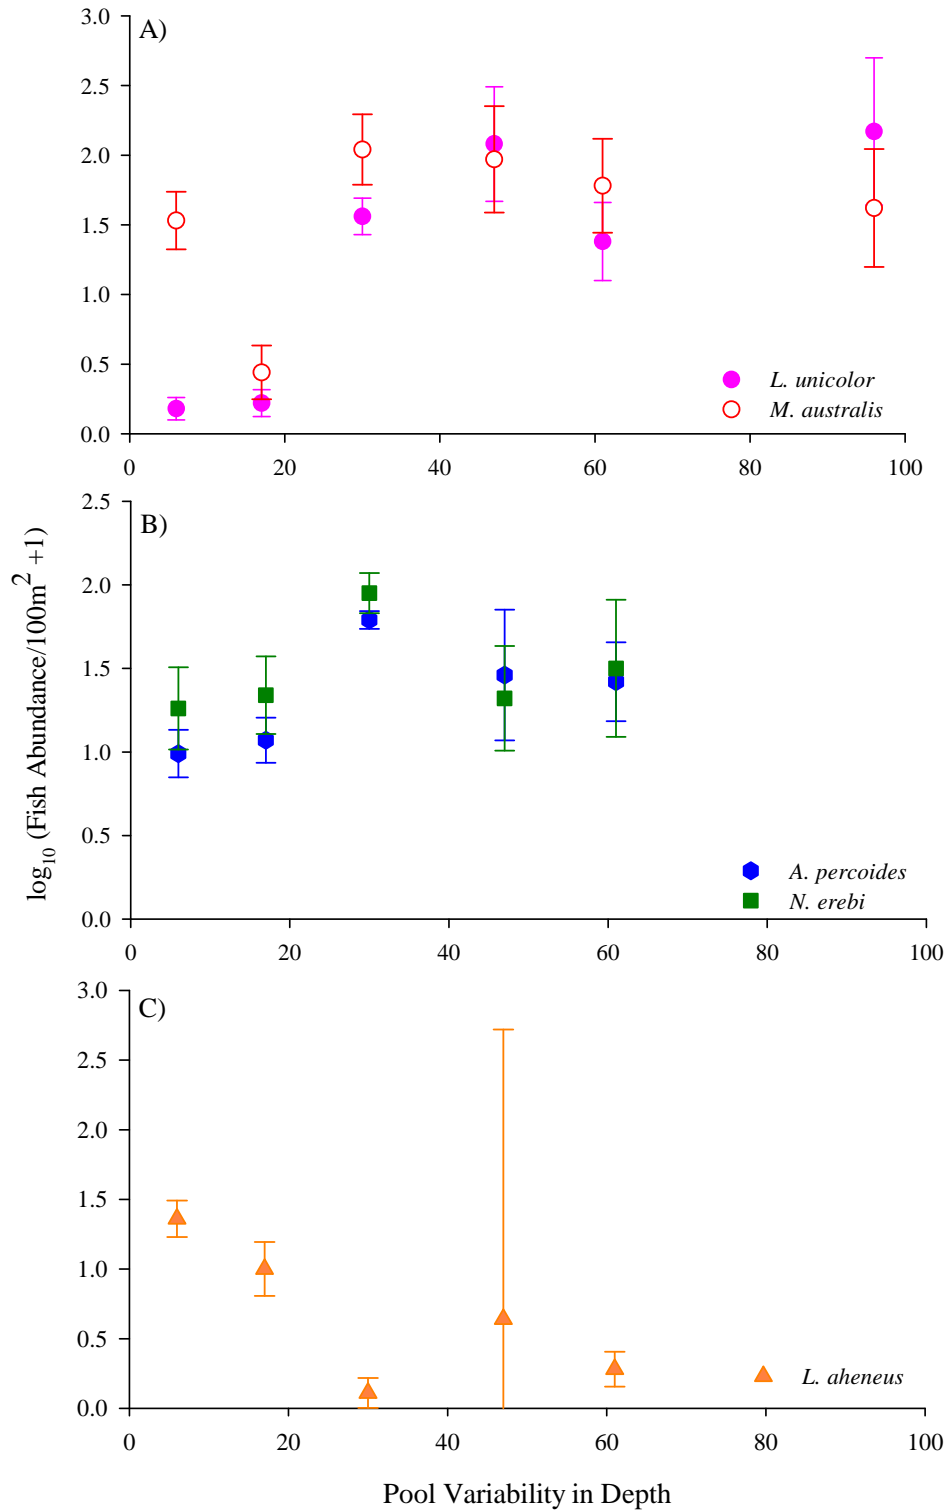 A)
3.0
2.5
2.0
1.5
1.0
0.5
0.0
L. unicolor
M. australis
0 20 40 60 80 100
B)
2.5
2.0
1.5
1.0
0.5
0.0
A. percoides
N. erebi
0 20 40 60 80 100
log10 (Fish Abundance/100m2 +1)
C)
3.0
2.5
2.0
1.5
1.0
0.5
0.0
L. aheneus
0 20 40 60 80 100
Pool Variability in Depth